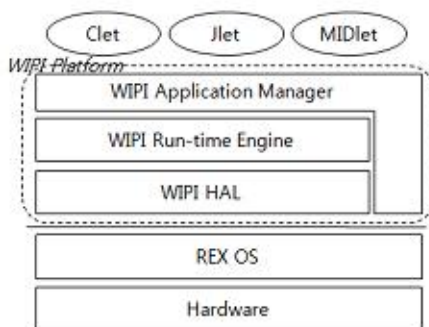 Clet Jlet MIDlet
WIPI Platform
WIPI Application Manager
WIPI Run-time Engine
WIPI HAL
REX OS
Hardware